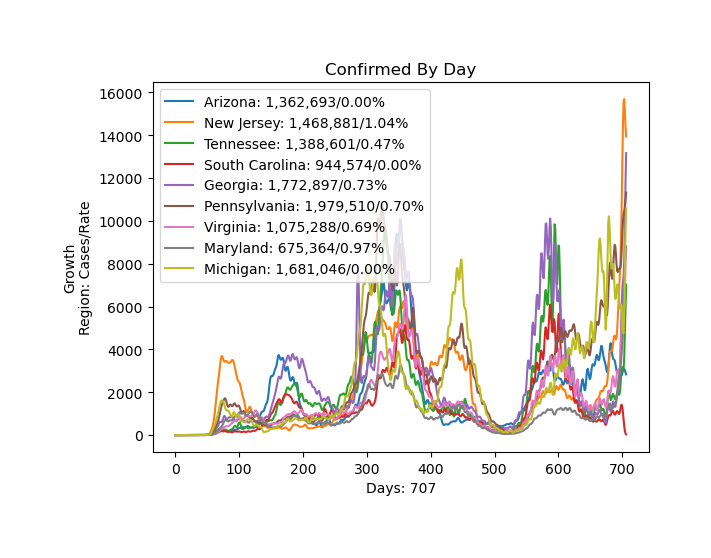 Confirmed By Day
16000
14000
12000
10000
8000
6000
4000
2000
0
Growth
Region: Cases/Rate
Arizona: 1,362,693/0.00%
New Jersey: 1,468,881/1.04%
Tennessee: 1,388,601/0.47%
South Carolina: 944,574/0.00%
Georgia: 1,772,897/0.73%
Pennsylvania: 1,979,510/0.70%
Virginia: 1,075,288/0.69%
Maryland: 675,364/0.97%
Michigan: 1,681,046/0.00%
0 100 200 300 400 500 600 700
Days: 707